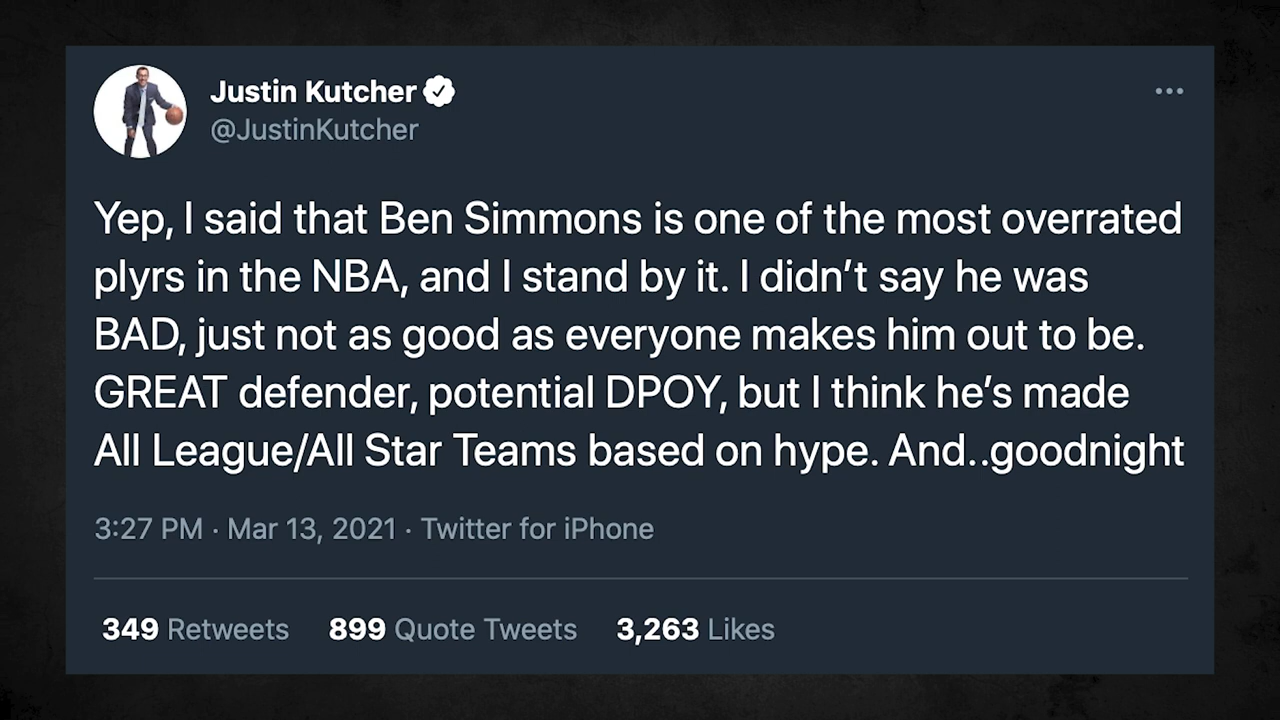 Justin Kutcher
@JustinKutcher
Yep, I said that Ben Simmons is one of the most overrated
plyrs in the NBA, and I stand by it. I didn’t say he was
BAD, just not as good as everyone makes him out to be.
GREAT defender, potential DPOY, but I think he’s made
All League/All Star Teams based on hype. And..goodnight
3:27 PM · Mar 13, 2021 · Twitter for iPhone
349 Retweets 899 Quote Tweets 3,263 Likes